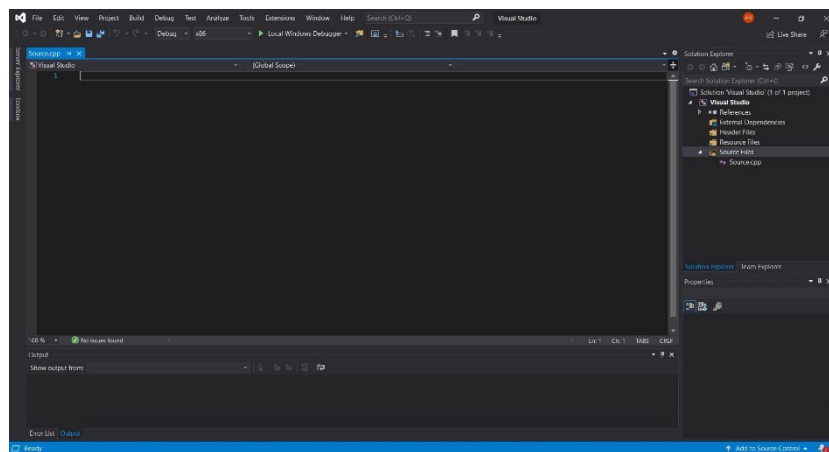 File Edit View Project Build Debug Test Analyze Tools Extensions Window Help Search (Ctrl+Q) Visual Studio
Debug x86 Local Windows Debugger Live Share
Server Explorer
Toolbox
Source.cpp
Visual Studio (Global Scope)
1
108 % No issues found Ln: 1 Ch: 1 TABS CRLF
Output
Show output from:
Error List Output
Solution Explorer
Search Solution Explorer (Ctrl+;)
Solution 'Visual Studio' (1 of 1 project)
Visual Studio
References
External Dependencies
Header Files
Resource Files
Source Files
Source.cpp
Solution Explorer Team Explorer
Properties
Ready Add to Source Control